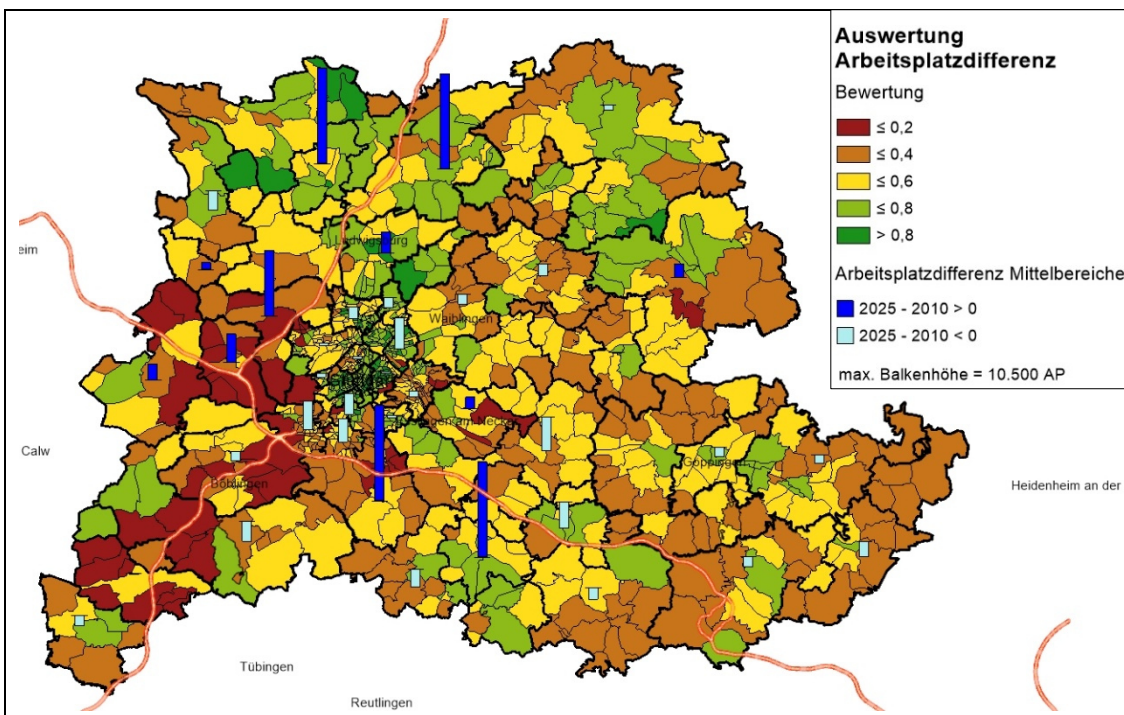 Auswertung
Arbeitsplatzdifferenz
Bewertung
≤ 0,2
≤ 0,4
≤ 0,6
≤ 0,8
> 0,8
Arbeitsplatzdifferenz Mittelbereiche
2025 - 2010 > 0
2025 - 2010 < 0
max. Balkenhöhe = 10.500 AP
eim
Ludwigsburg
Waiblingen
Calw
Böblingen
Göppingen
Heidenheim an der
Tübingen
Reutlingen